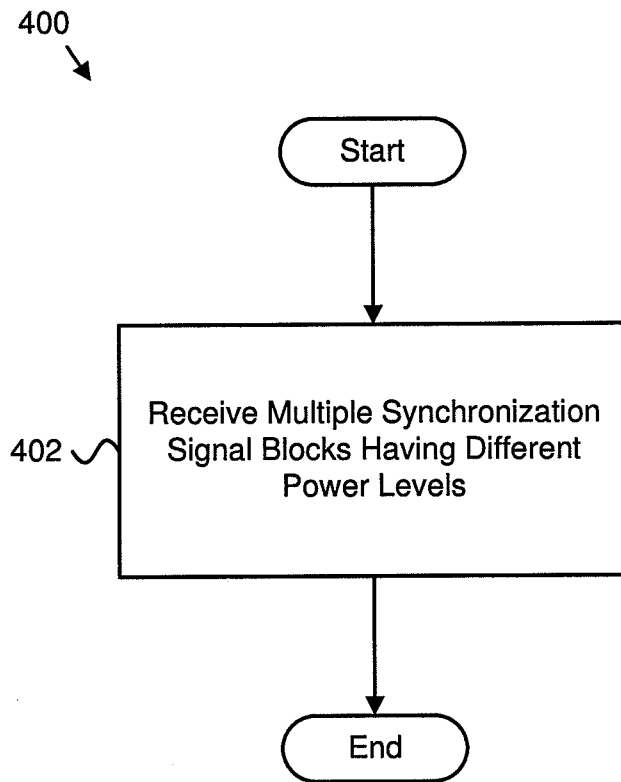 400
Start
402
Receive Multiple Synchronization
Signal Blocks Having Different
Power Levels
End